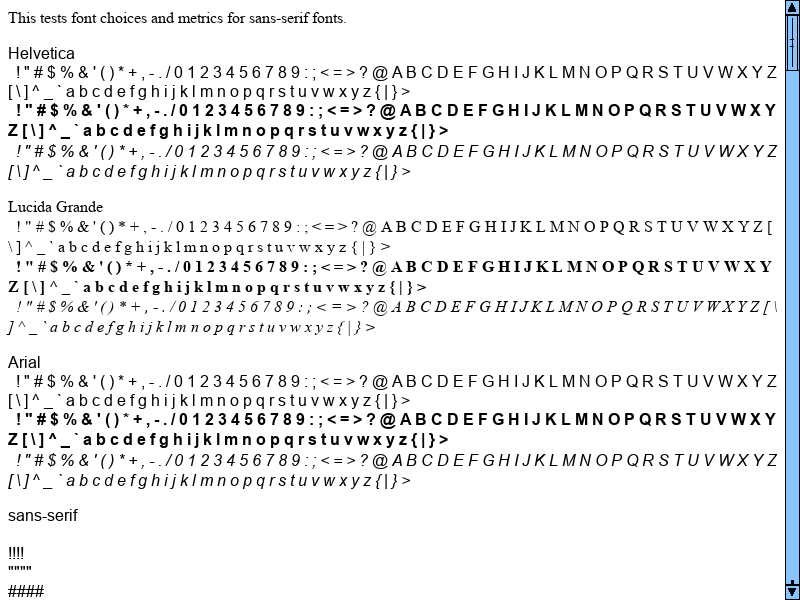 This tests font choices and metrics for sans-serif fonts.
Helvetica
! " # $ % & ' ( ) * + , - . / 0 1 2 3 4 5 6 7 8 9 : ; < = > ? @ A B C D E F G H I J K L M N O P Q R S T U V W X Y Z
[ \ ] ^ _ ` a b c d e f g h i j k l m n o p q r s t u v w x y z { | } >
! " # $ % & ' ( ) * + , - . / 0 1 2 3 4 5 6 7 8 9 : ; < = > ? @ A B C D E F G H I J K L M N O P Q R S T U V W X Y
Z [ \ ] ^ _ ` a b c d e f g h i j k l m n o p q r s t u v w x y z { | } >
! " # $ % & ' ( ) * + , - . / 0 1 2 3 4 5 6 7 8 9 : ; < = > ? @ A B C D E F G H I J K L M N O P Q R S T U V W X Y Z
[ \ ] ^ _ ` a b c d e f g h i j k l m n o p q r s t u v w x y z { | } >
Lucida Grande
! " # $ % & ' ( ) * + , - . / 0 1 2 3 4 5 6 7 8 9 : ; < = > ? @ A B C D E F G H I J K L M N O P Q R S T U V W X Y Z [
\ ] ^ _ ` a b c d e f g h i j k l m n o p q r s t u v w x y z { | } >
! " # $ % & ' ( ) * + , - . / 0 1 2 3 4 5 6 7 8 9 : ; < = > ? @ A B C D E F G H I J K L M N O P Q R S T U V W X Y
Z [ \ ] ^ _ ` a b c d e f g h i j k l m n o p q r s t u v w x y z { | } >
! " # $ % & ' ( ) * + , - . / 0 1 2 3 4 5 6 7 8 9 : ; < = > ? @ A B C D E F G H I J K L M N O P Q R S T U V W X Y Z [ \
] ^ _ ` a b c d e f g h i j k l m n o p q r s t u v w x y z { | } >
Arial
! " # $ % & ' ( ) * + , - . / 0 1 2 3 4 5 6 7 8 9 : ; < = > ? @ A B C D E F G H I J K L M N O P Q R S T U V W X Y Z
[ \ ] ^ _ ` a b c d e f g h i j k l m n o p q r s t u v w x y z { | } >
! " # $ % & ' ( ) * + , - . / 0 1 2 3 4 5 6 7 8 9 : ; < = > ? @ A B C D E F G H I J K L M N O P Q R S T U V W X Y
Z [ \ ] ^ _ ` a b c d e f g h i j k l m n o p q r s t u v w x y z { | } >
! " # $ % & ' ( ) * + , - . / 0 1 2 3 4 5 6 7 8 9 : ; < = > ? @ A B C D E F G H I J K L M N O P Q R S T U V W X Y Z
[ \ ] ^ _ ` a b c d e f g h i j k l m n o p q r s t u v w x y z { | } >
sans-serif
!!!!
""""
####